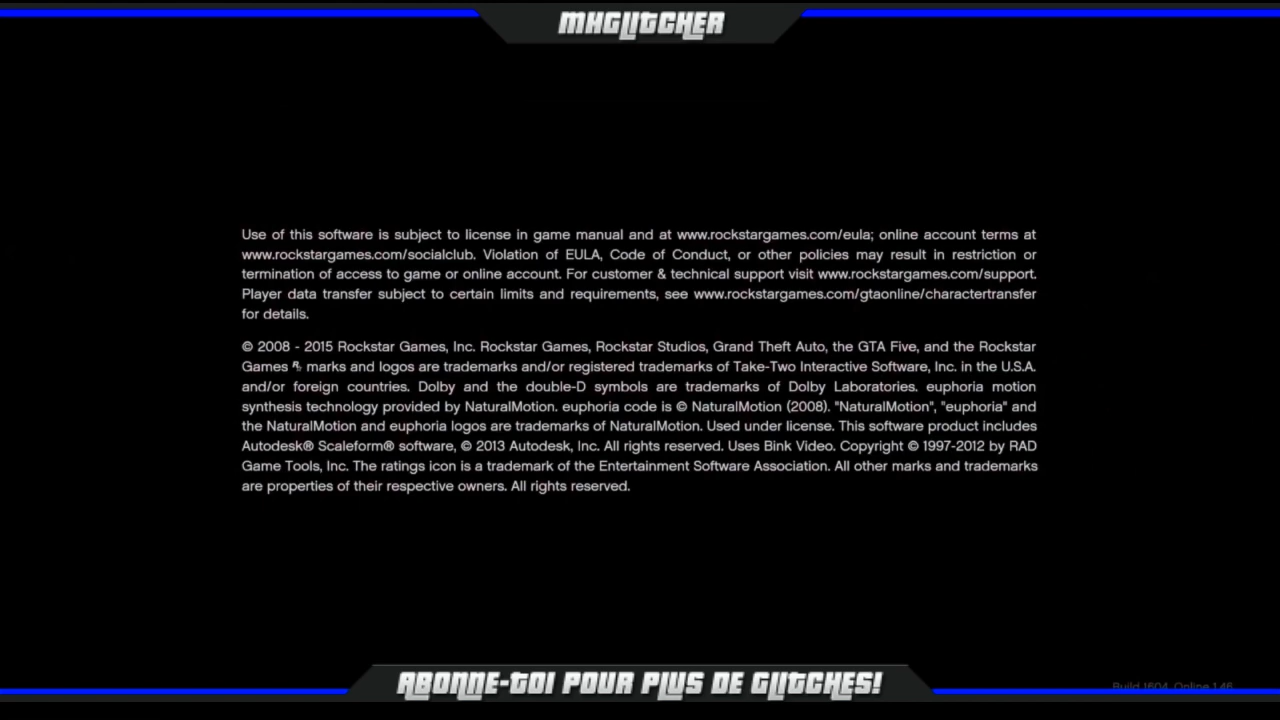 MHGLITCHER
Use of this software is subject to license in game manual and at www.rockstargames.com/eula; online account terms at
www.rockstargames.com/socialclub. Violation of EULA, Code of Conduct, or other policies may result in restriction or
termination of access to game or online account. For customer & technical support visit www.rockstargames.com/support.
Player data transfer subject to certain limits and requirements, see www.rockstargames.com/gtaonline/charactertransfer
for details.
© 2008 - 2015 Rockstar Games, Inc. Rockstar Games, Rockstar Studios, Grand Theft Auto, the GTA Five, and the Rockstar
Games R* marks and logos are trademarks and/or registered trademarks of Take-Two Interactive Software, Inc. in the U.S.A.
and/or foreign countries. Dolby and the double-D symbols are trademarks of Dolby Laboratories. euphoria motion
synthesis technology provided by NaturalMotion. euphoria code is © NaturalMotion (2008). "NaturalMotion", "euphoria" and
the NaturalMotion and euphoria logos are trademarks of NaturalMotion. Used under license. This software product includes
Autodesk® Scaleform® software, © 2013 Autodesk, Inc. All rights reserved. Uses Bink Video. Copyright © 1997-2012 by RAD
Game Tools, Inc. The ratings icon is a trademark of the Entertainment Software Association. All other marks and trademarks
are properties of their respective owners. All rights reserved.
ABONNE-TOI POUR PLUS DE GLITCHES!
Build 1604, Online 1.46